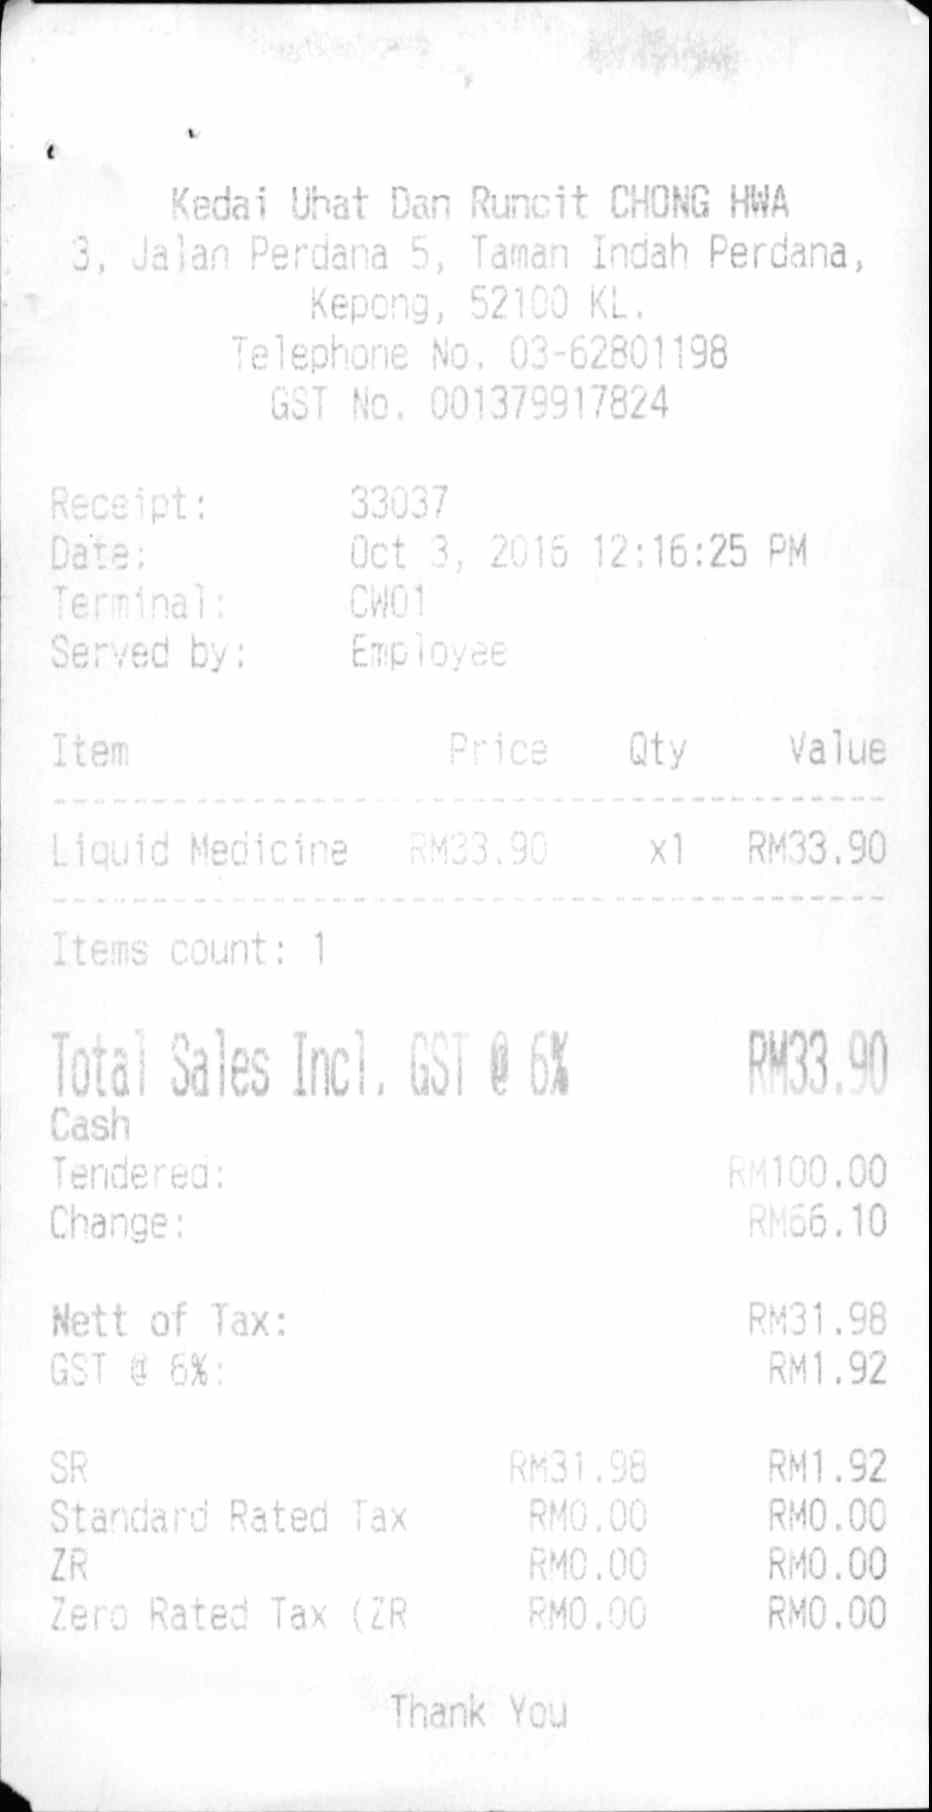 Kedai Uhat Dan Runcit CHONG HWA
3, Jalan Perdana 5, Taman Indah Perdana,
Kepong, 52100 KL.
Telephone No. 03-62801198
GST No. 001379917824
Receipt: 33037
Date: Oct 3, 2016 12:16:25 PM
Terminal: CW01
Served by: Employee
Item Price Qty Value
Liquid Medicine RM33.90 x1 RM33.90
Items count: 1
Total Sales Incl. GST @ 6% RM33.90
Cash
Tendered: RM100.00
Change: RM66.10
Nett of Tax: RM31.98
GST @ 6%: RM1.92
SR RM31.98 RM1.92
Standard Rated Tax RM0.00 RM0.00
ZR RM0.00 RM0.00
Zero Rated Tax (ZR RM0.00 RM0.00
Thank You